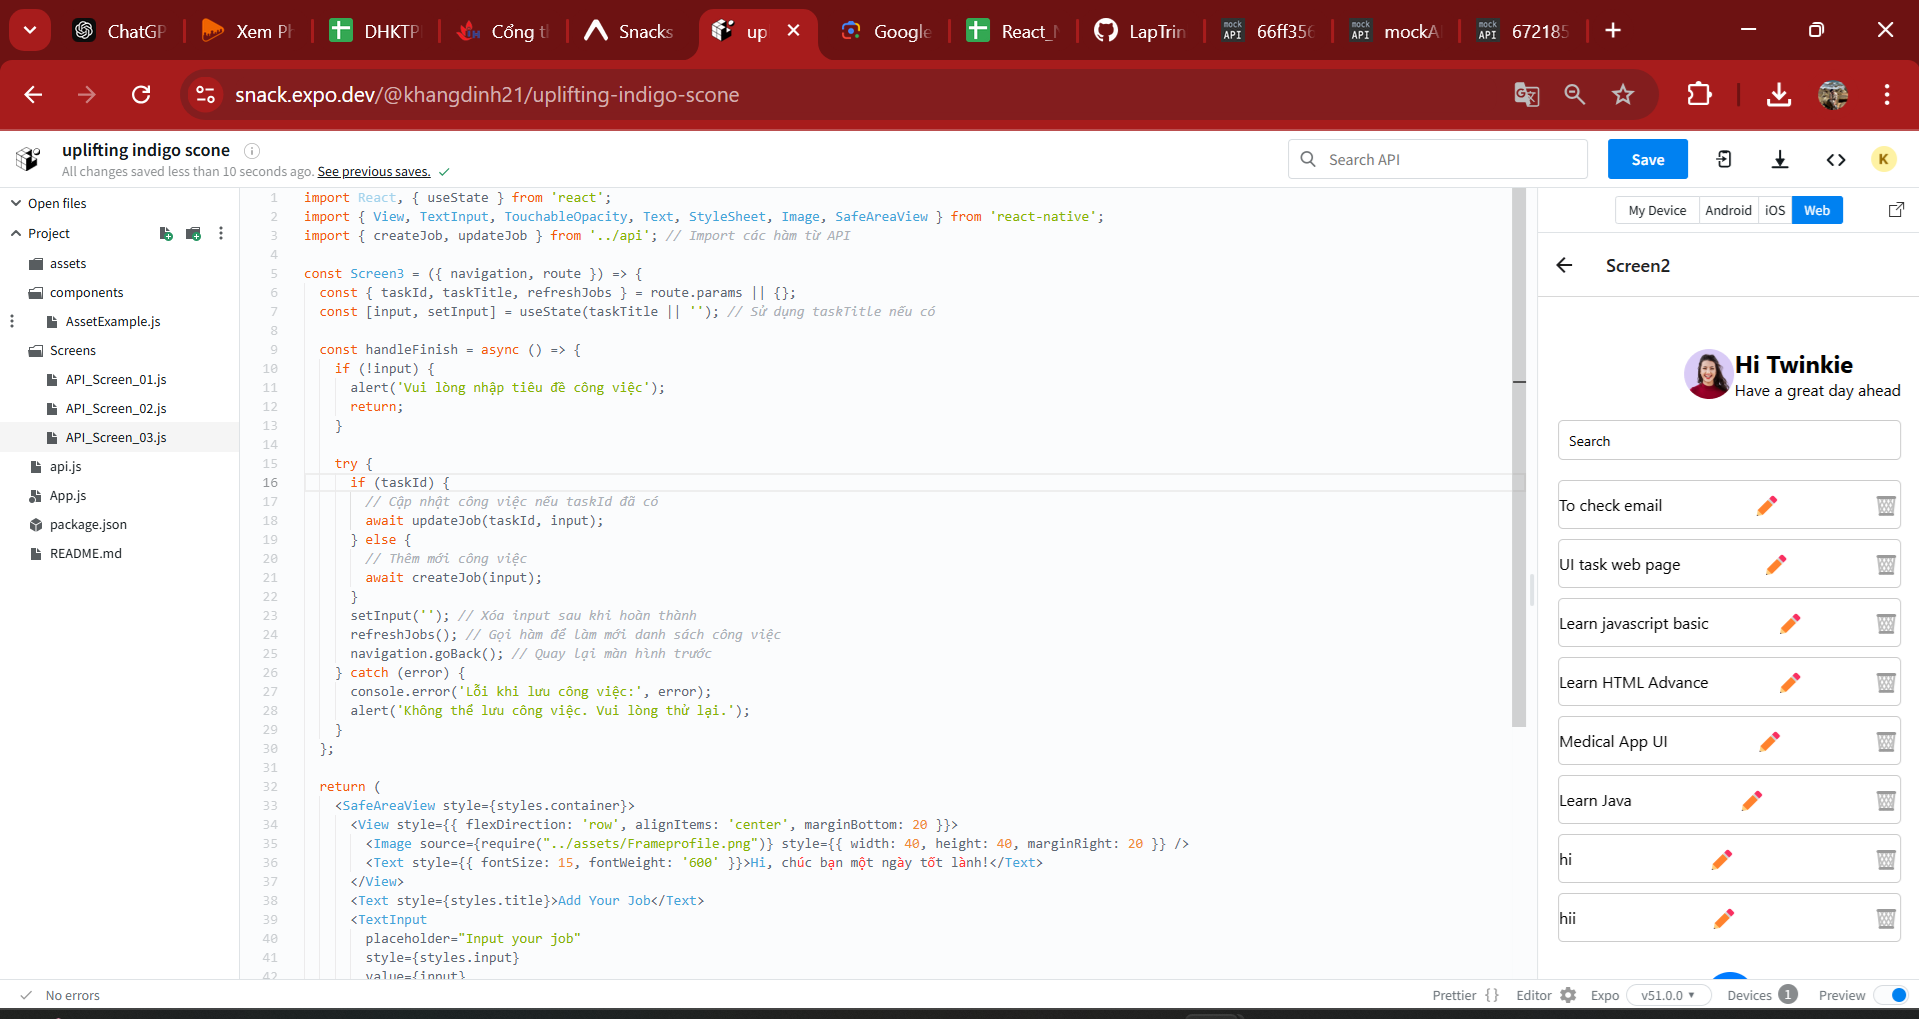 ChatGP
Xem Ph
DHKTP
Cổng t
Snacks
up
Google
React_N
LapTrin
mock API 66ff356
mock API mockA
mock API 672185
snack.expo.dev/@khangdinh21/uplifting-indigo-scone
uplifting indigo scone
All changes saved less than 10 seconds ago. See previous saves.
Search API
Save
K
Open files
Project
assets
components
AssetExample.js
Screens
API_Screen_01.js
API_Screen_02.js
API_Screen_03.js
api.js
App.js
package.json
README.md
1 import React, { useState } from 'react';
2 import { View, TextInput, TouchableOpacity, Text, StyleSheet, Image, SafeAreaView } from 'react-native';
3 import { createJob, updateJob } from '../api'; // Import các hàm từ API
4
5 const Screen3 = ({ navigation, route }) => {
6 const { taskId, taskTitle, refreshJobs } = route.params || {};
7 const [input, setInput] = useState(taskTitle || ''); // Sử dụng taskTitle nếu có
8
9 const handleFinish = async () => {
10 if (!input) {
11 alert('Vui lòng nhập tiêu đề công việc');
12 return;
13 }
14
15 try {
16 if (taskId) {
17 // Cập nhật công việc nếu taskId đã có
18 await updateJob(taskId, input);
19 } else {
20 // Thêm mới công việc
21 await createJob(input);
22 }
23 setInput(''); // Xóa input sau khi hoàn thành
24 refreshJobs(); // Gọi hàm để làm mới danh sách công việc
25 navigation.goBack(); // Quay lại màn hình trước
26 } catch (error) {
27 console.error('Lỗi khi lưu công việc:', error);
28 alert('Không thể lưu công việc. Vui lòng thử lại.');
29 }
30 };
31
32 return (
33 <SafeAreaView style={styles.container}>
34 <View style={{ flexDirection: 'row', alignItems: 'center', marginBottom: 20 }}>
35 <Image source={require("../assets/Frameprofile.png")} style={{ width: 40, height: 40, marginRight: 20 }} />
36 <Text style={{ fontSize: 15, fontWeight: '600' }}>Hi, chúc bạn một ngày tốt lành!</Text>
37 </View>
38 <Text style={styles.title}>Add Your Job</Text>
39 <TextInput
40 placeholder="Input your job"
41 style={styles.input}
42 value={input}
My Device
Android
iOS
Web
Screen2
Hi Twinkie
Have a great day ahead
Search
To check email
UI task web page
Learn javascript basic
Learn HTML Advance
Medical App UI
Learn Java
hi
hii
No errors
Prettier { }
Editor
Expo
v51.0.0
Devices 1
Preview